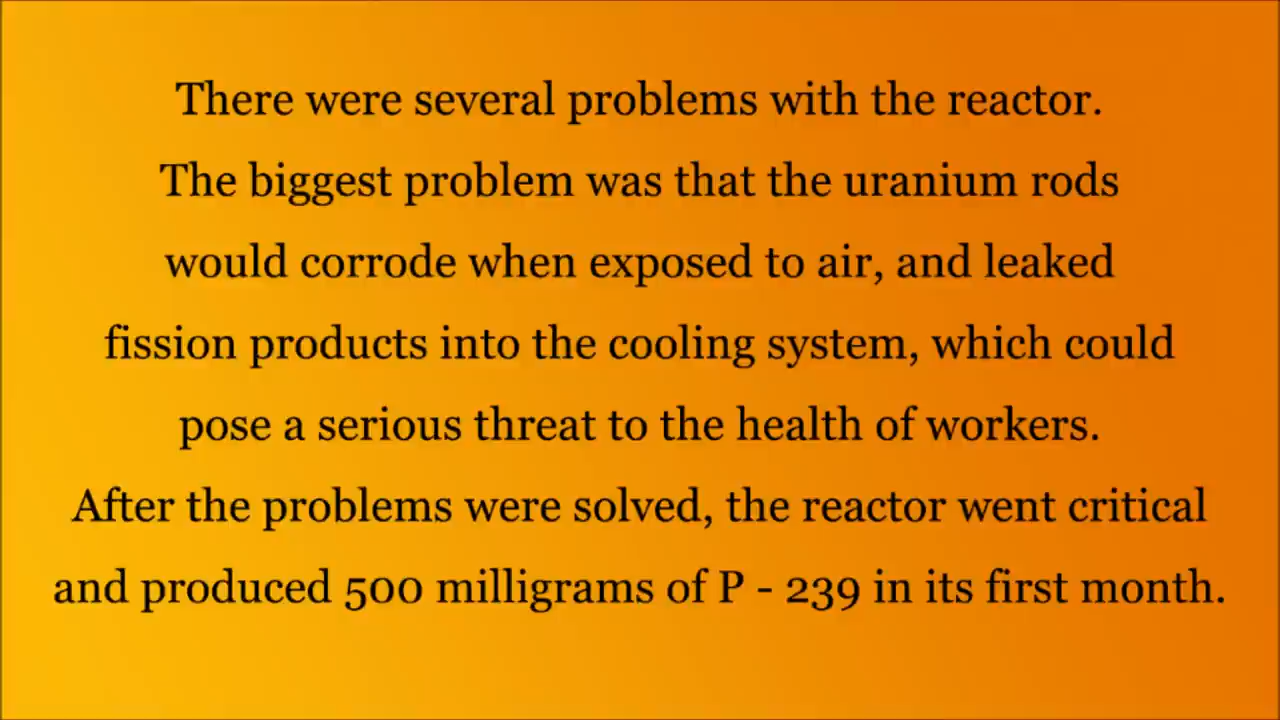 There were several problems with the reactor.
The biggest problem was that the uranium rods
would corrode when exposed to air, and leaked
fission products into the cooling system, which could
pose a serious threat to the health of workers.
After the problems were solved, the reactor went critical
and produced 500 milligrams of P - 239 in its first month.